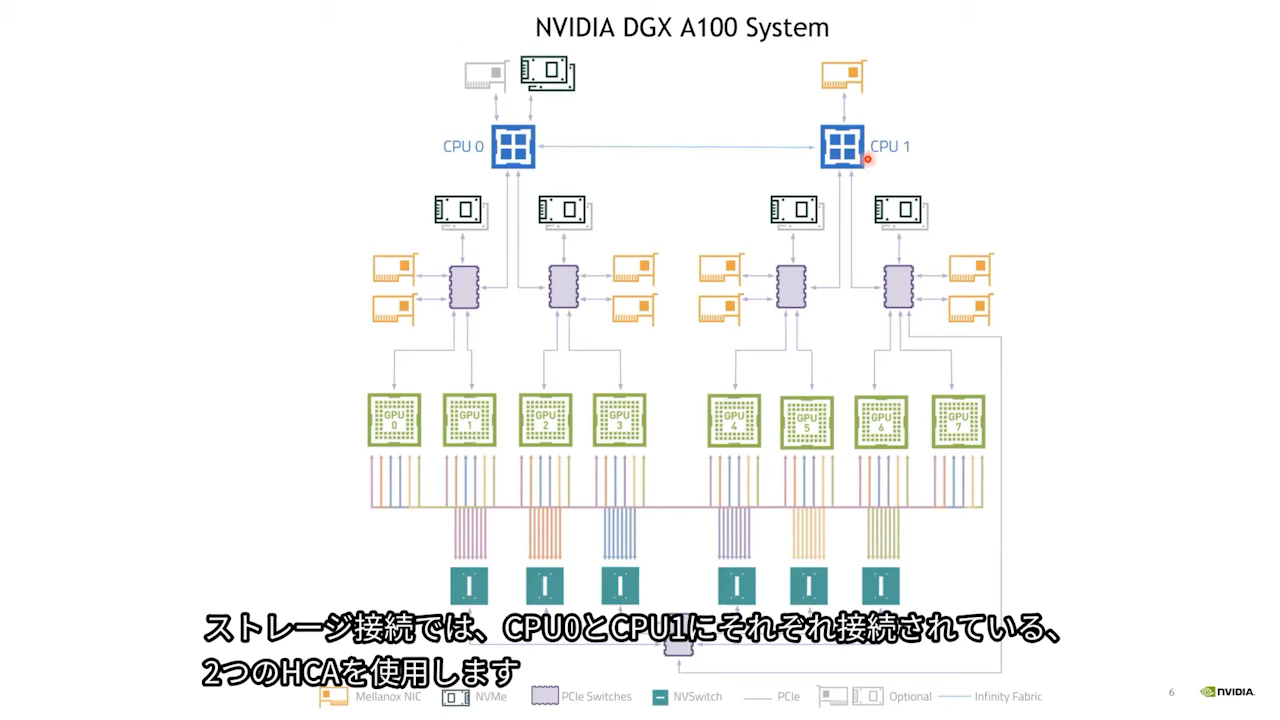 NVIDIA DGX A100 System
CPU 0
CPU 1
GPU
0
GPU
1
GPU
2
GPU
3
GPU
4
GPU
5
GPU
6
GPU
7
ストレージ接続では、CPU0とCPU1にそれぞれ接続されている、
2つのHCAを使用します
Mellanox NIC
NVMe
PCIe Switches
NVSwitch
PCIe
Optional
Infinity Fabric
6
NVIDIA.